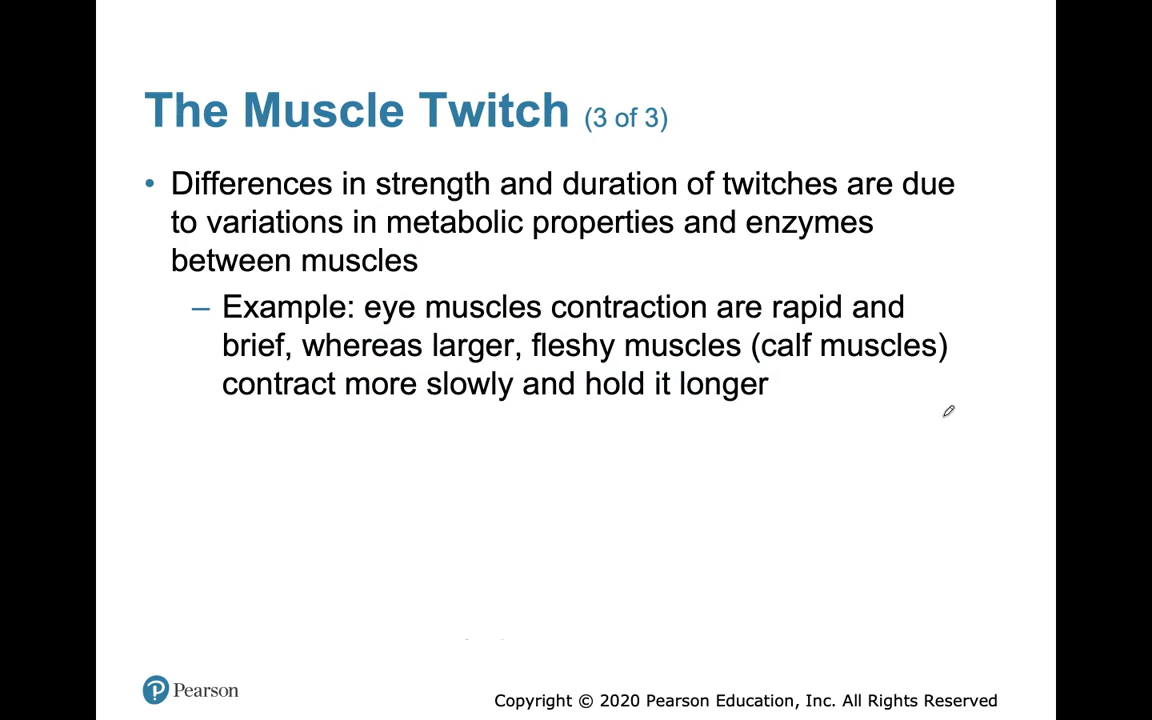 The Muscle Twitch (3 of 3)
• Differences in strength and duration of twitches are due
to variations in metabolic properties and enzymes
between muscles
– Example: eye muscles contraction are rapid and
brief, whereas larger, fleshy muscles (calf muscles)
contract more slowly and hold it longer
Pearson
Copyright © 2020 Pearson Education, Inc. All Rights Reserved